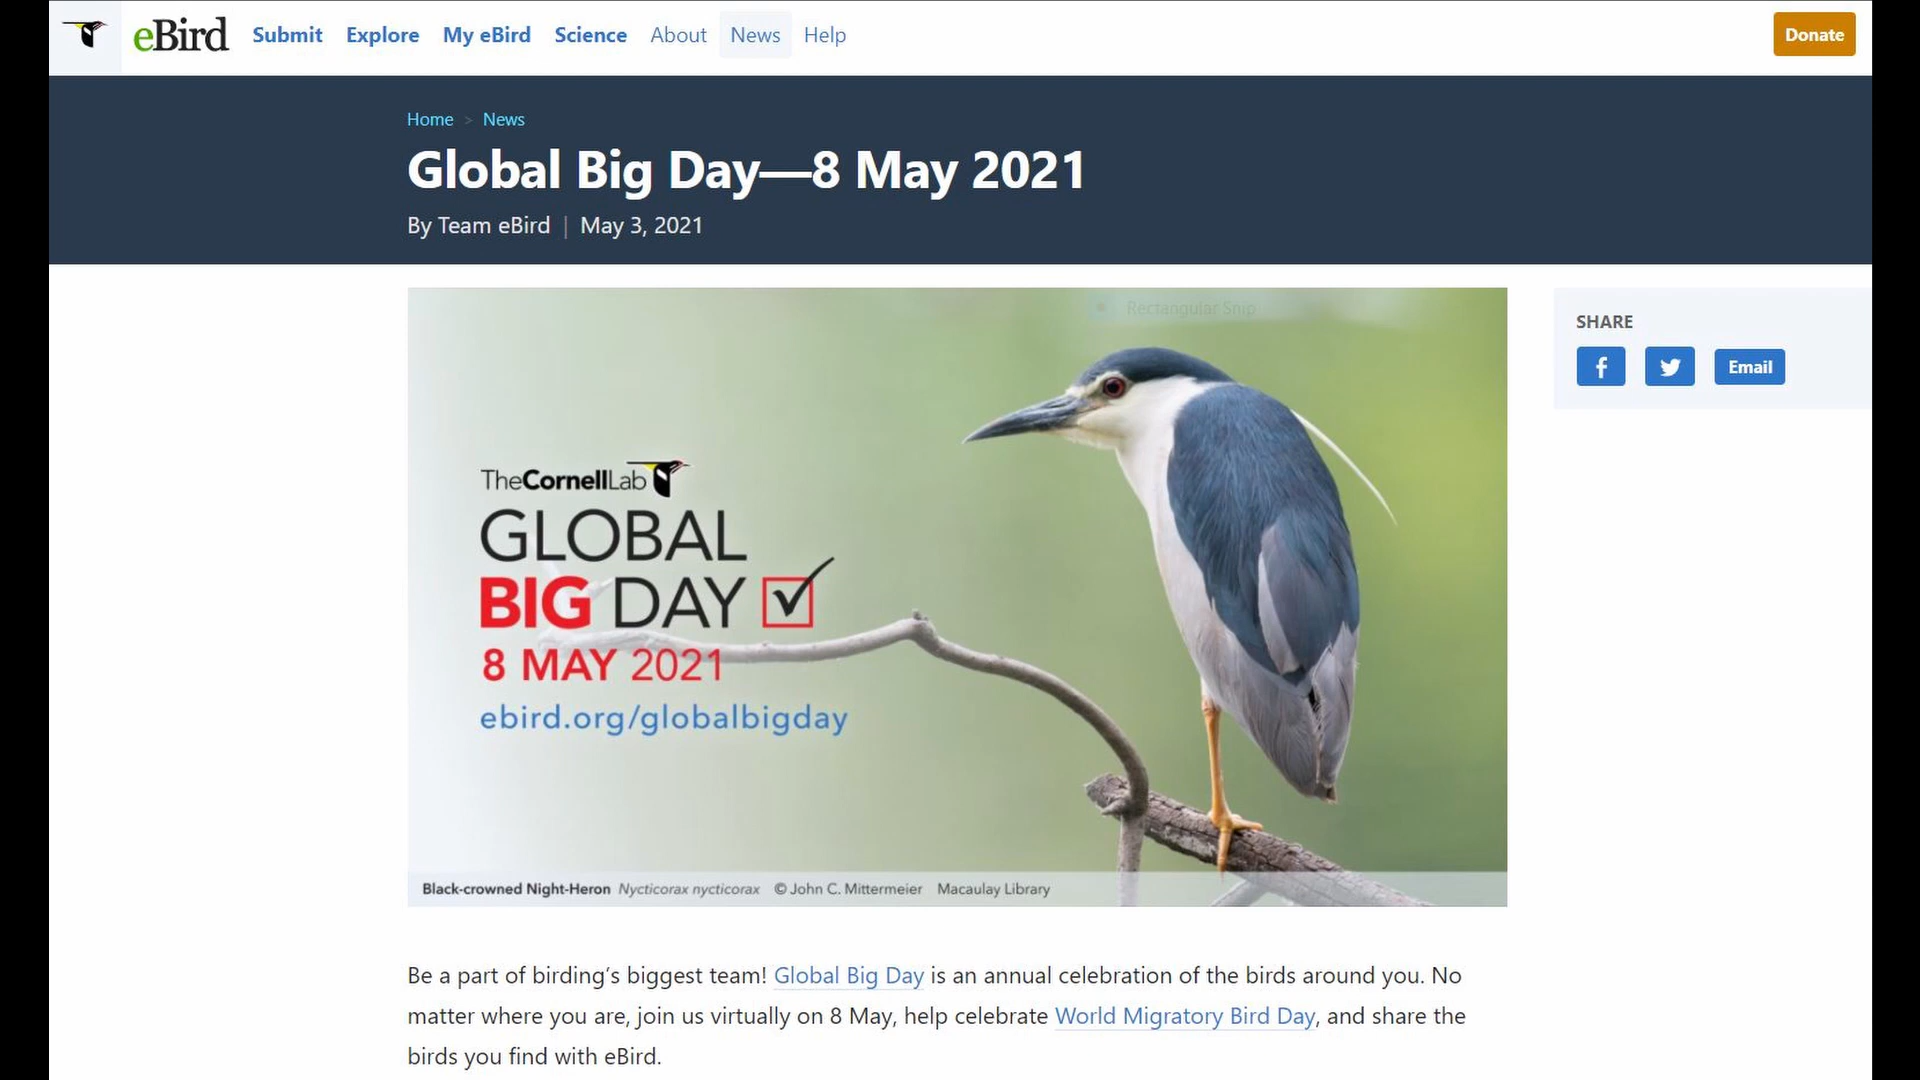 eBird Submit Explore My eBird Science About News Help Donate
Home > News
Global Big Day—8 May 2021
By Team eBird | May 3, 2021
Rectangular Snip
SHARE
Email
TheCornellLab
GLOBAL
BIG DAY
8 MAY 2021
ebird.org/globalbigday
Black-crowned Night-Heron Nycticorax nycticorax © John C. Mittermeier Macaulay Library
Be a part of birding's biggest team! Global Big Day is an annual celebration of the birds around you. No
matter where you are, join us virtually on 8 May, help celebrate World Migratory Bird Day, and share the
birds you find with eBird.